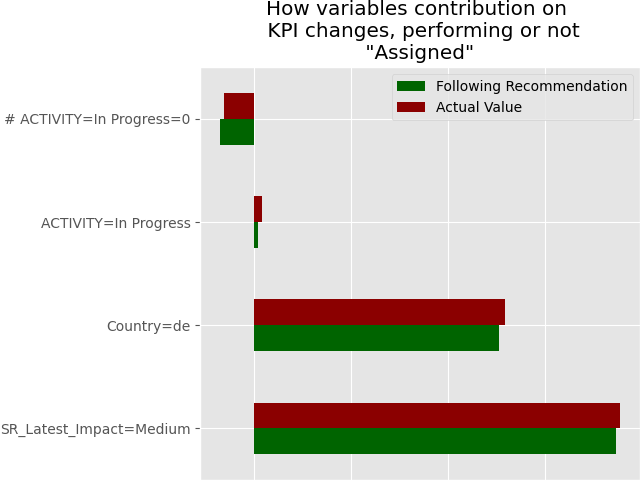 How variables contribution on
KPI changes, performing or not
"Assigned"
Following Recommendation
Actual Value
# ACTIVITY=In Progress=0
ACTIVITY=In Progress
Country=de
SR_Latest_Impact=Medium